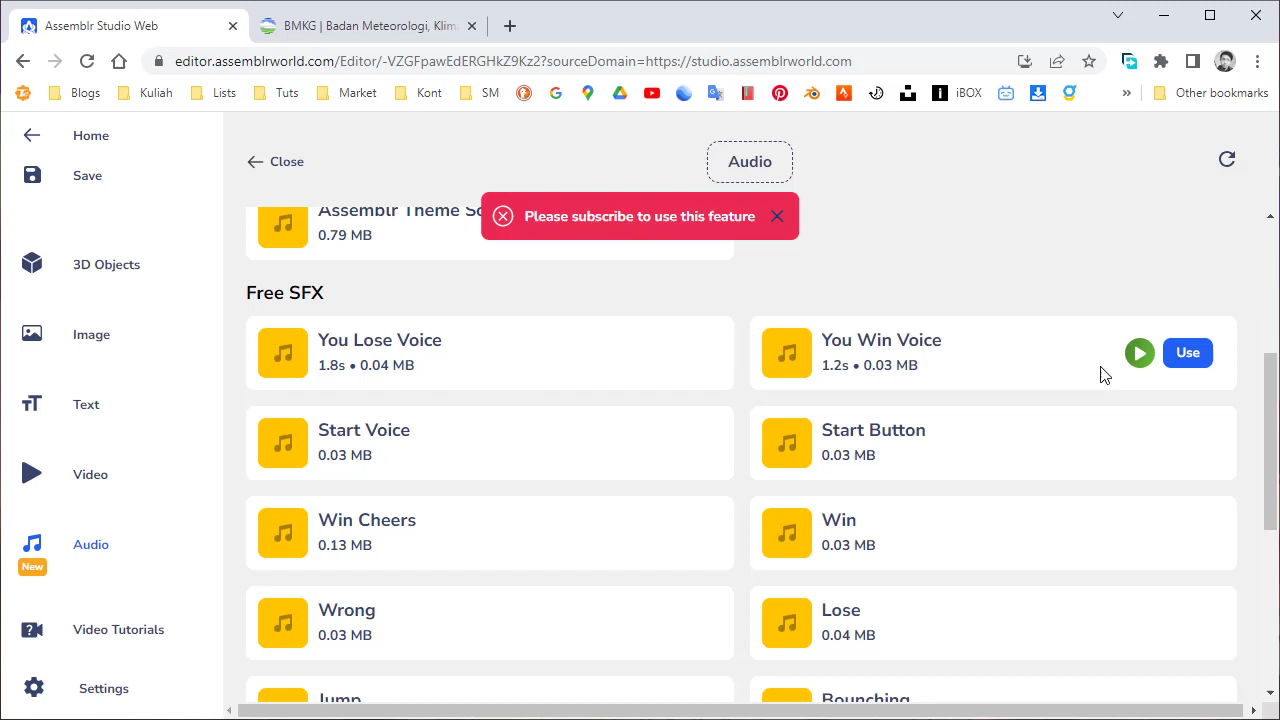 Assemblr Studio Web
BMKG | Badan Meteorologi, Klim
editor.assemblrworld.com/Editor/-VZGFpawEdERGHkZ9Kz2?sourceDomain=https://studio.assemblrworld.com
Blogs
Kuliah
Lists
Tuts
Market
Kont
SM
iBOX
»
Other bookmarks
Home
Save
3D Objects
Image
Text
Video
Audio
New
Video Tutorials
Settings
Close
Audio
Please subscribe to use this feature
Assemblr Theme So
0.79 MB
Free SFX
You Lose Voice
1.8s • 0.04 MB
You Win Voice
1.2s • 0.03 MB
Use
Start Voice
0.03 MB
Start Button
0.03 MB
Win Cheers
0.13 MB
Win
0.03 MB
Wrong
0.03 MB
Lose
0.04 MB
Jump
Bounching